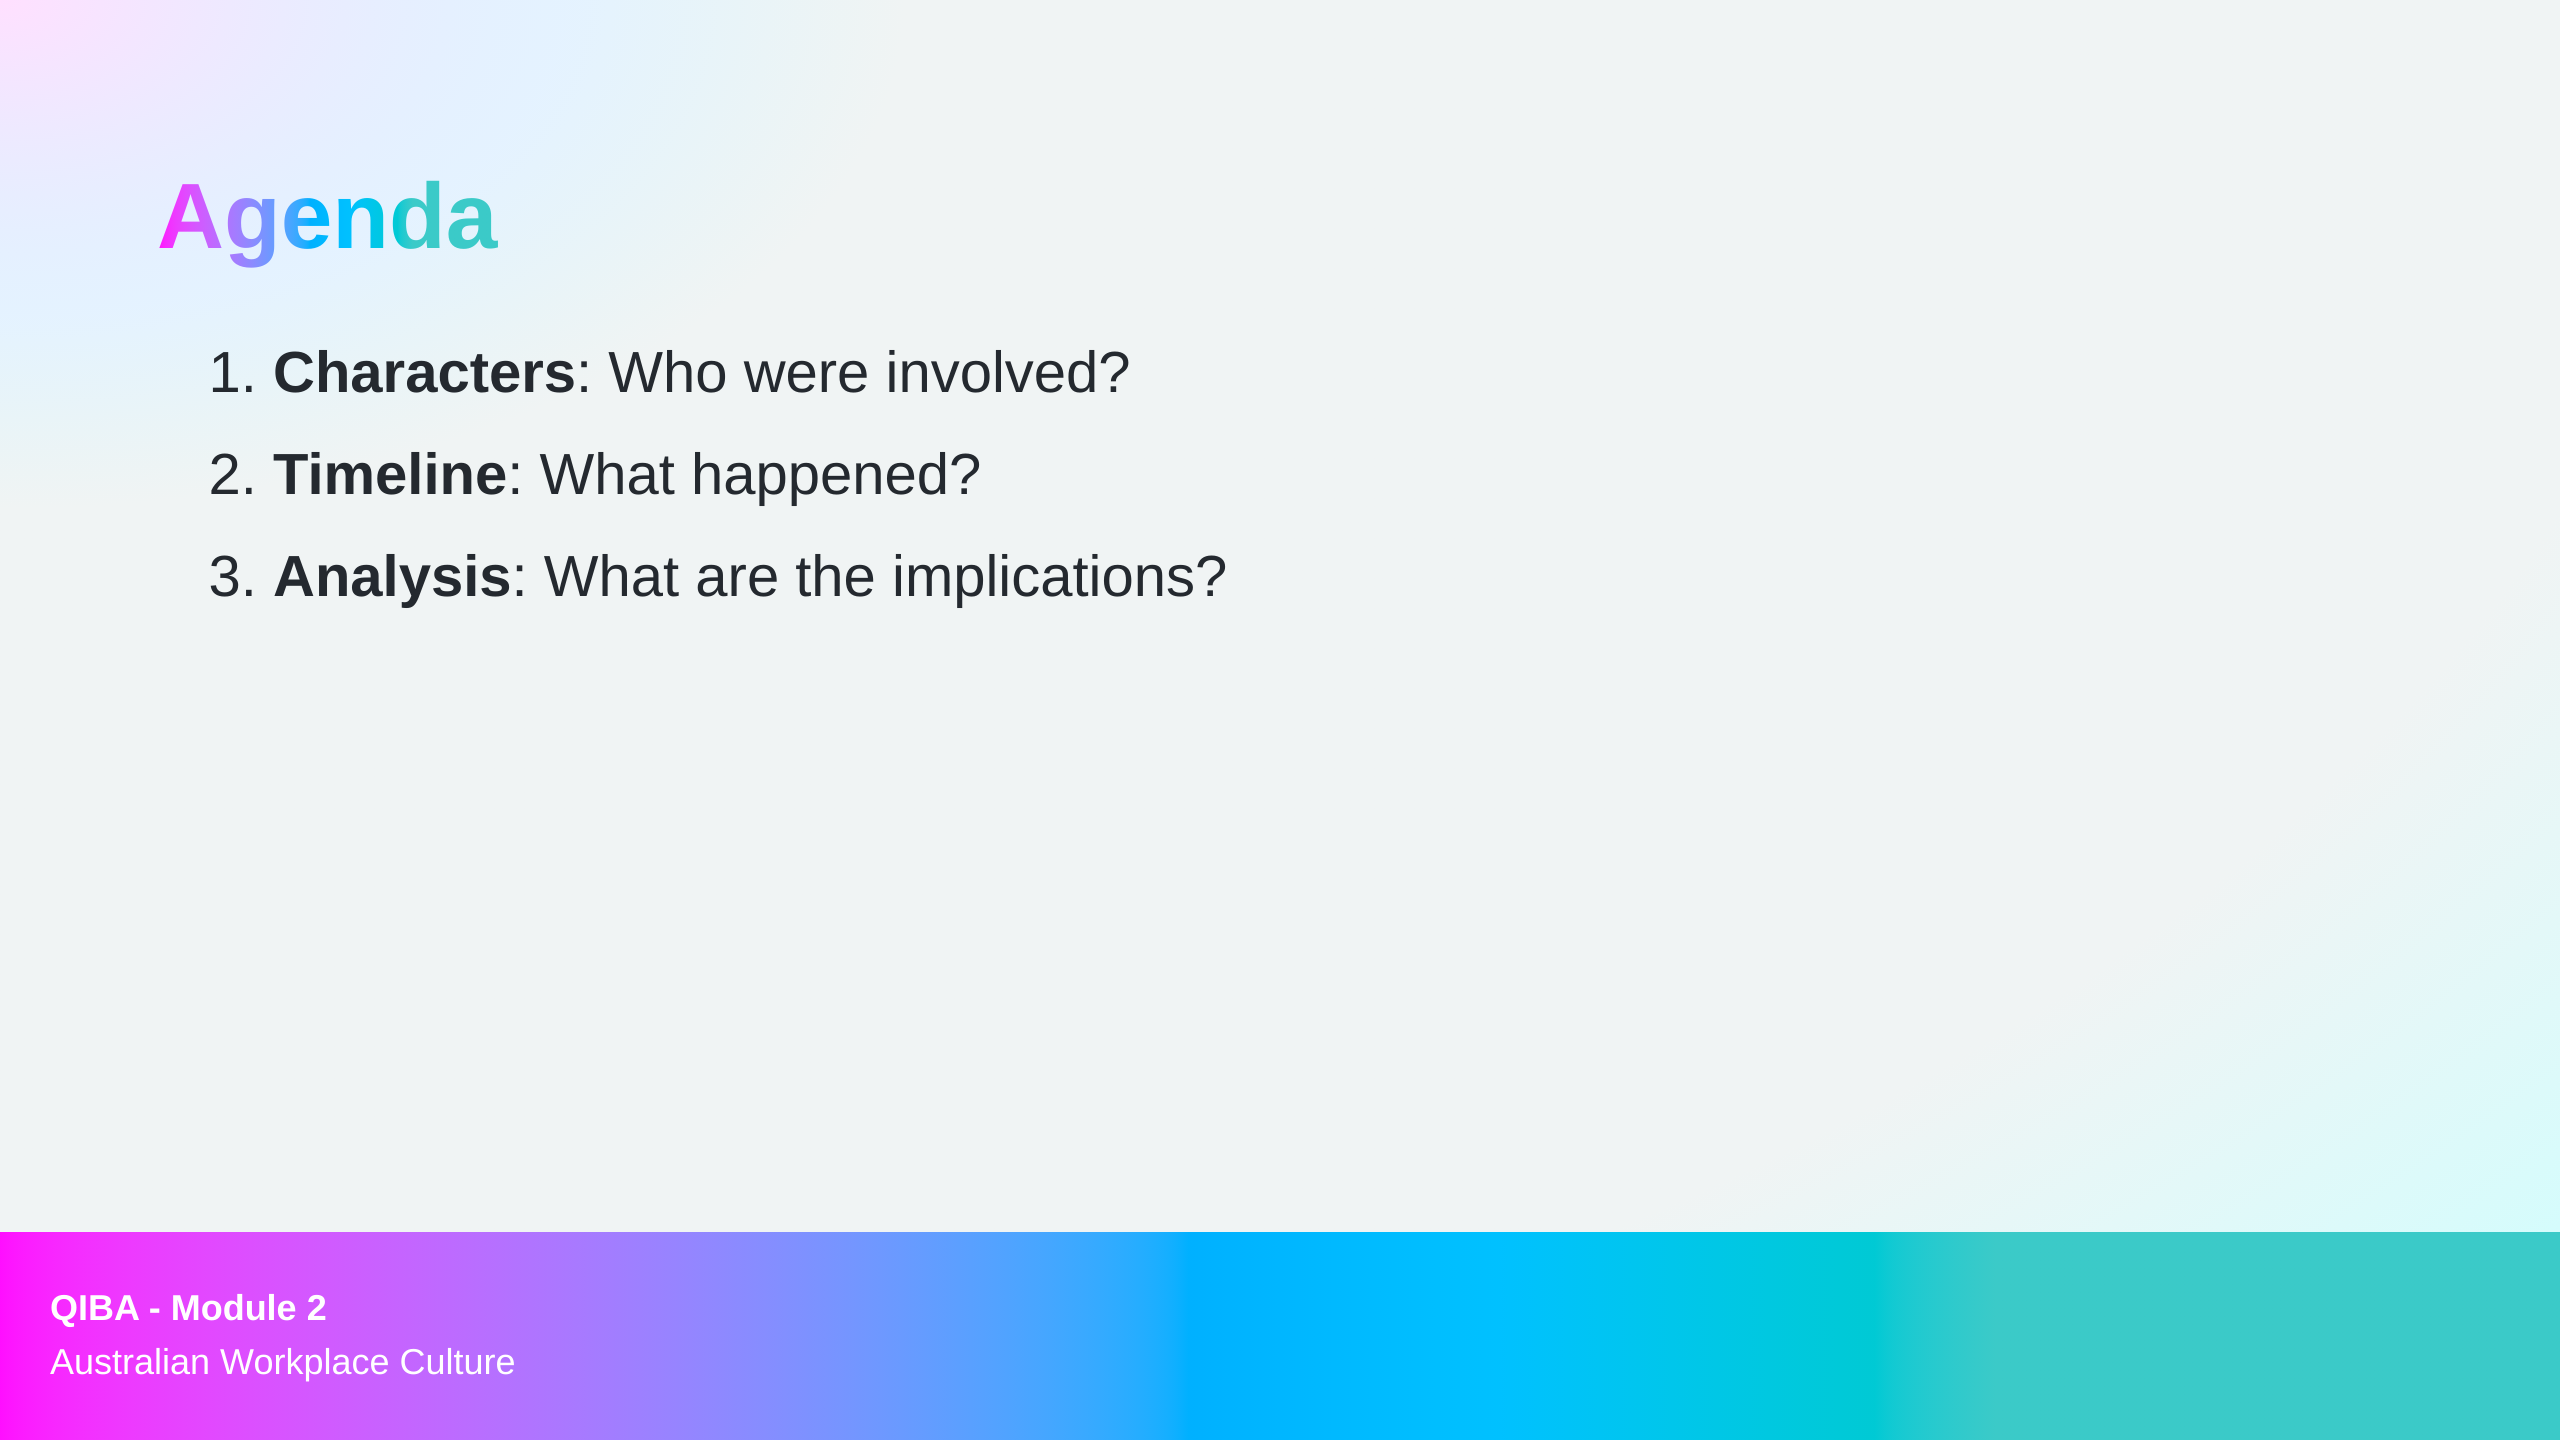 Agenda
1. Characters: Who were involved?
2. Timeline: What happened?
3. Analysis: What are the implications?
QIBA - Module 2
Australian Workplace Culture